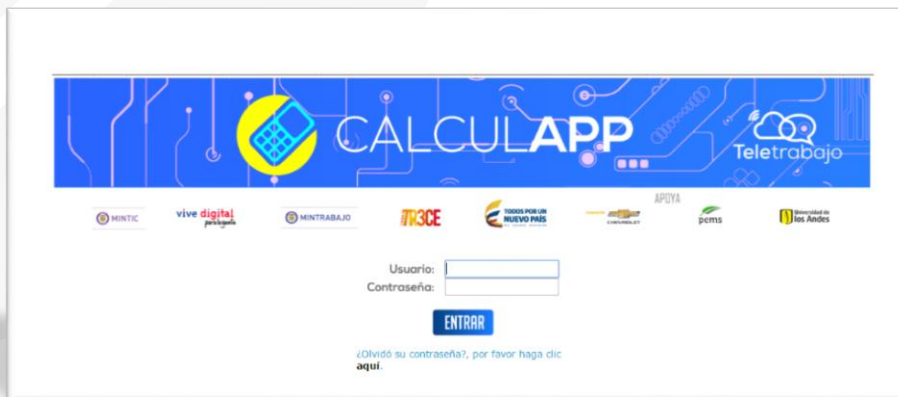 CALCULAPP
Teletrabajo
APOYA
MINTIC
vive digital
MINTRABAJO
TR3CE
TODOS POR UN
NUEVO PAÍS
CHEVROLET
pems
Universidad de
los Andes
Usuario:
Contraseña:
ENTRAR
¿Olvidó su contraseña?, por favor haga clic
aquí.